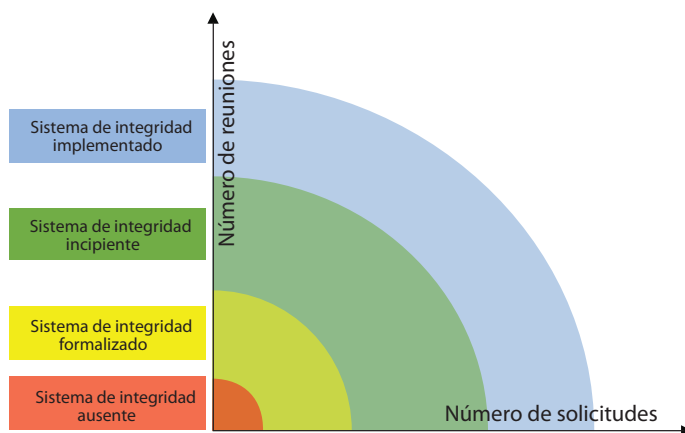 Número de reuniones
Sistema de integridad
implementado
Sistema de integridad
incipiente
Sistema de integridad
formalizado
Sistema de integridad
ausente
Número de solicitudes